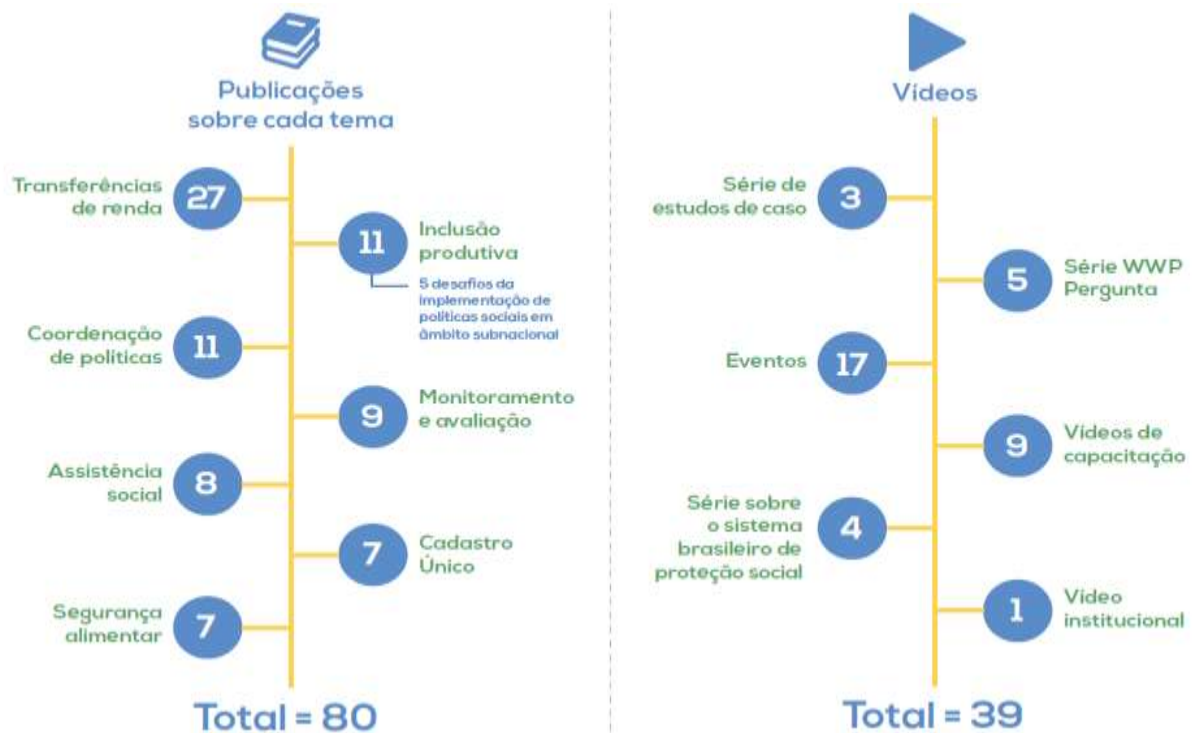 Publicações
sobre cada tema
Transferências
de renda
27
11
Inclusão
produtiva
5 desafios da
implementação de
políticas sociais em
âmbito subnacional
Coordenação
de políticas
11
9
Monitoramento
e avaliação
Assistência
social
8
7
Cadastro
Único
Segurança
alimentar
7
Total = 80
Vídeos
Série de
estudos de caso
3
5
Série WWP
Pergunta
Eventos
17
9
Vídeos de
capacitação
Série sobre
o sistema
brasileiro de
proteção social
4
1
Vídeo
institucional
Total = 39